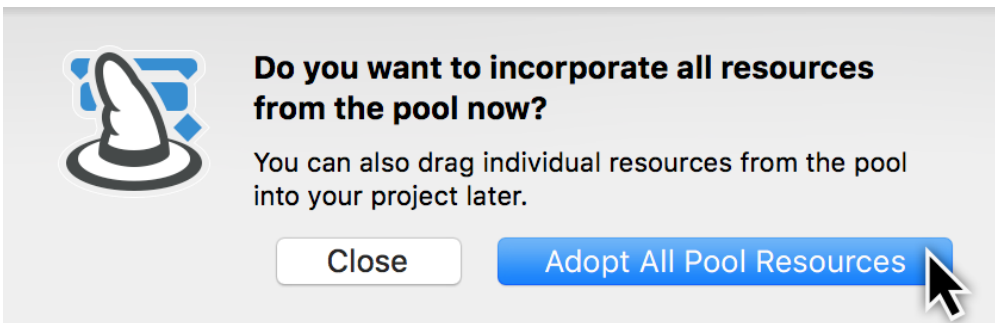 Do you want to incorporate all resources
from the pool now?
You can also drag individual resources from the pool
into your project later.
Close
Adopt All Pool Resources